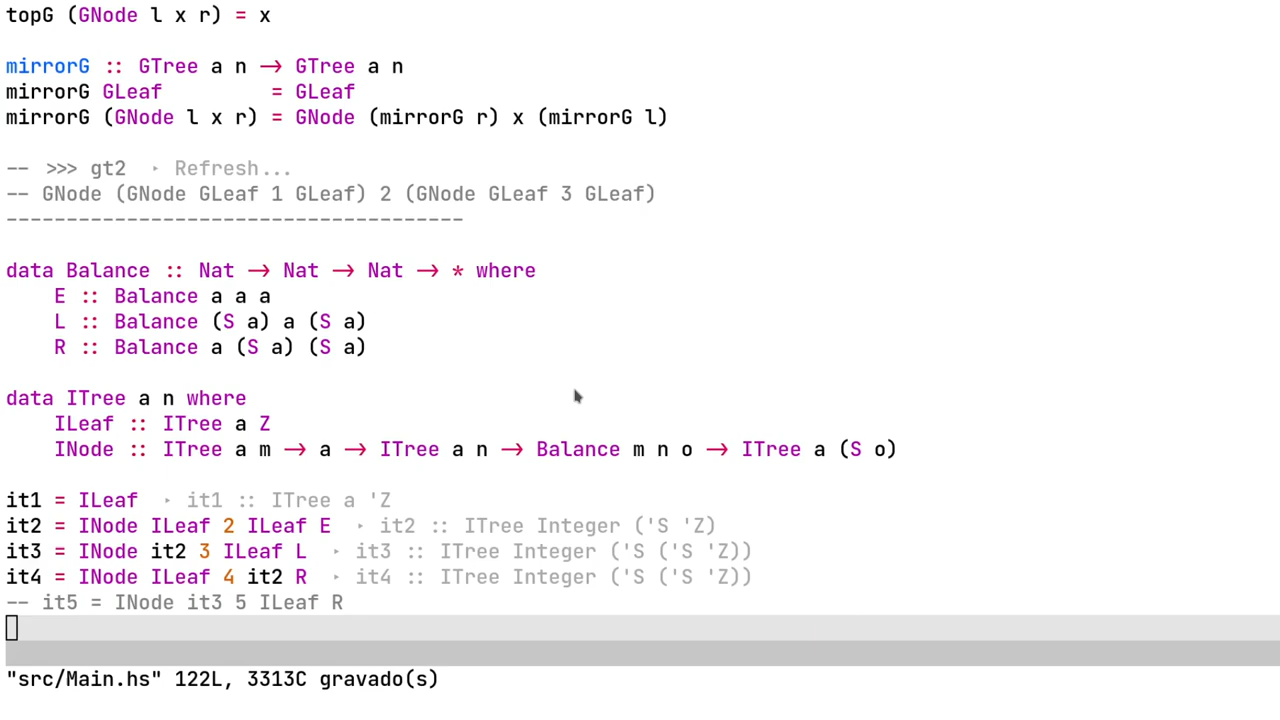 topG (GNode l x r) = x
mirrorG :: GTree a n -> GTree a n
mirrorG GLeaf         = GLeaf
mirrorG (GNode l x r) = GNode (mirrorG r) x (mirrorG l)
-- >>> gt2  ‣ Refresh...
-- GNode (GNode GLeaf 1 GLeaf) 2 (GNode GLeaf 3 GLeaf)
--------------------------------------
data Balance :: Nat -> Nat -> Nat -> * where
    E :: Balance a a a
    L :: Balance (S a) a (S a)
    R :: Balance a (S a) (S a)
data ITree a n where
    ILeaf :: ITree a Z
    INode :: ITree a m -> a -> ITree a n -> Balance m n o -> ITree a (S o)
it1 = ILeaf  ‣ it1 :: ITree a 'Z
it2 = INode ILeaf 2 ILeaf E  ‣ it2 :: ITree Integer ('S 'Z)
it3 = INode it2 3 ILeaf L  ‣ it3 :: ITree Integer ('S ('S 'Z))
it4 = INode ILeaf 4 it2 R  ‣ it4 :: ITree Integer ('S ('S 'Z))
-- it5 = INode it3 5 ILeaf R
"src/Main.hs" 122L, 3313C gravado(s)